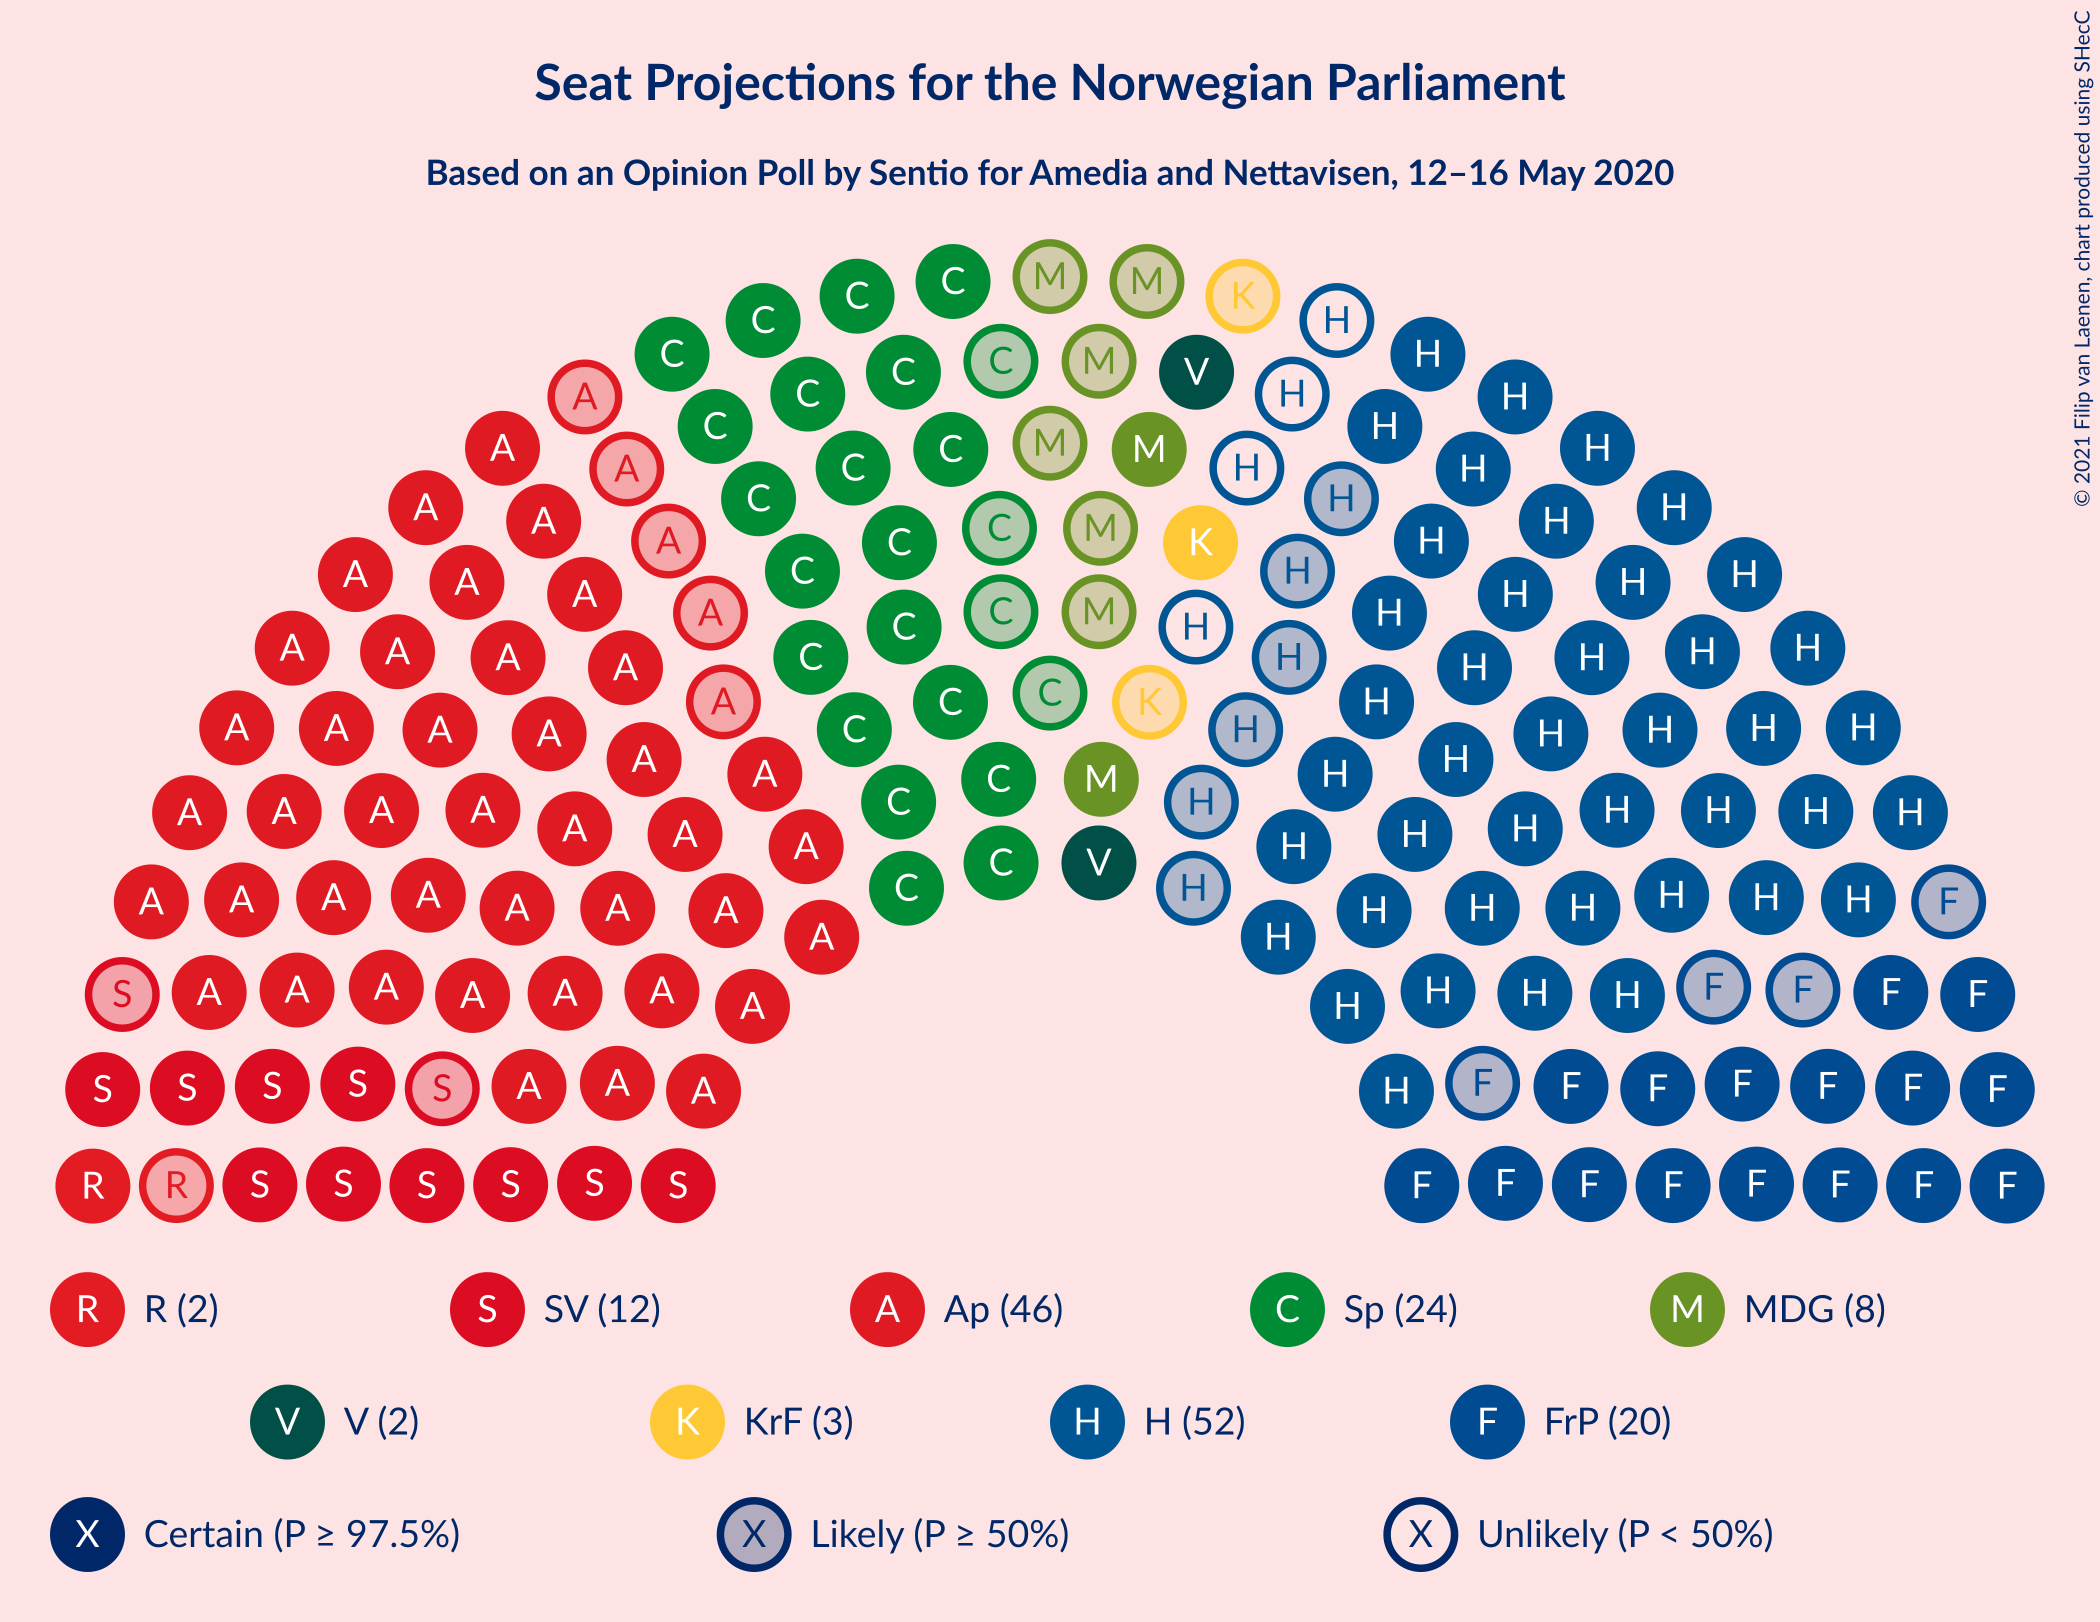 Seat Projections for the Norwegian Parliament
Based on an Opinion Poll by Sentio for Amedia and Nettavisen, 12–16 May 2020
© 2021 Filip van Laenen, chart produced using SHecC
C C M M K H
C C C M V H H
A C C C M M H H H
A A C C C M K H H H
A A A C C C M H H H H
A A A A C C C K H H H H
A A A A A C C M H H H H H
A A A A A A C C V H H H H H H
A A A A A A A A H H H H H H H F
S A A A A A A A H H H H F F F F
S S S S S A A A H F F F F F F F
R R S S S S S S F F F F F F F F
R R (2) S SV (12) A Ap (46) C Sp (24) M MDG (8)
V V (2) K KrF (3) H H (52) F FrP (20)
X Certain (P ≥ 97.5%) X Likely (P ≥ 50%) X Unlikely (P < 50%)